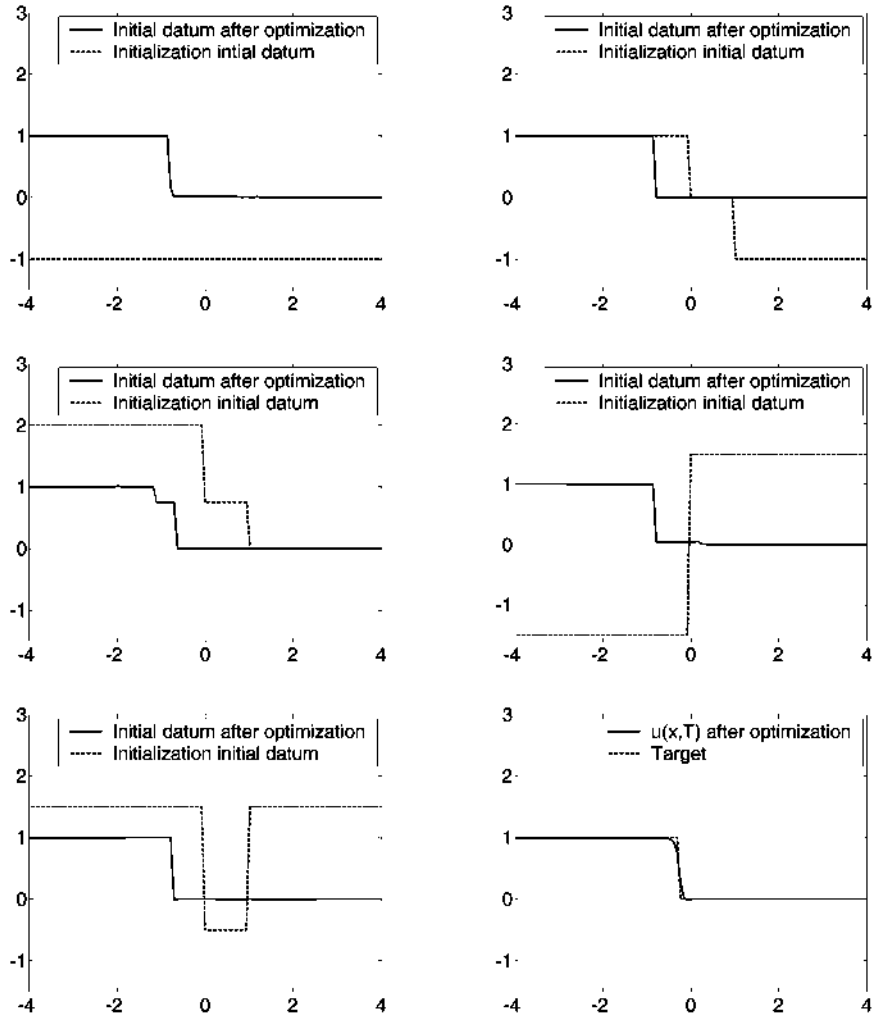 3
Initial datum after optimization
Initialization intial datum
2
1
0
-1
-4 -2 0 2 4
3
Initial datum after optimization
Initialization initial datum
2
1
0
-1
-4 -2 0 2 4
3
Initial datum after optimization
Initialization initial datum
2
1
0
-1
-4 -2 0 2 4
3
Initial datum after optimization
Initialization initial datum
2
1
0
-1
-4 -2 0 2 4
3
Initial datum after optimization
Initialization initial datum
2
1
0
-1
-4 -2 0 2 4
3
u(x,T) after optimization
Target
2
1
0
-1
-4 -2 0 2 4